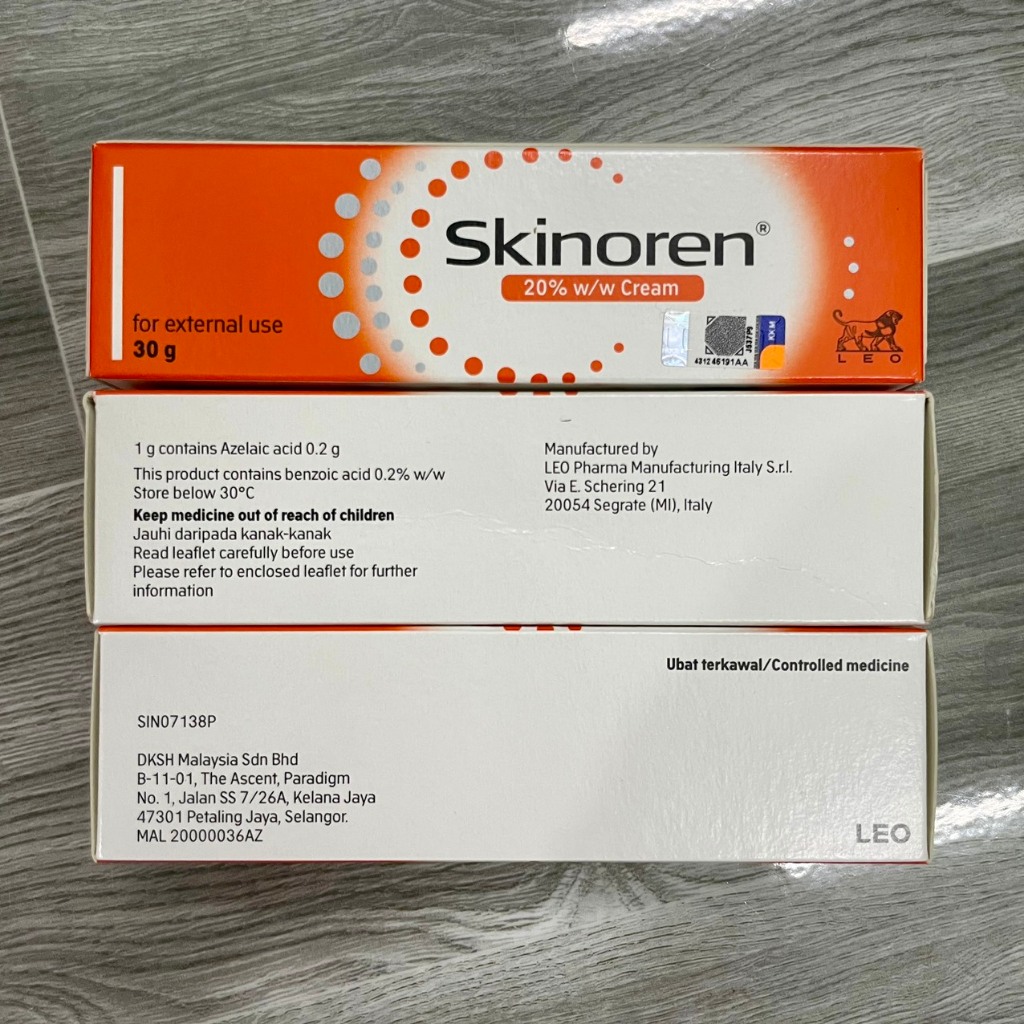 Skinoren®
20% w/w Cream
for external use
30 g
KKM
J837P9
431246191AA
LEO
1 g contains Azelaic acid 0.2 g
This product contains benzoic acid 0.2% w/w
Store below 30°C
Keep medicine out of reach of children
Jauhi daripada kanak-kanak
Read leaflet carefully before use
Please refer to enclosed leaflet for further
information
Manufactured by
LEO Pharma Manufacturing Italy S.r.l.
Via E. Schering 21
20054 Segrate (MI), Italy
Ubat terkawal/Controlled medicine
SIN07138P
DKSH Malaysia Sdn Bhd
B-11-01, The Ascent, Paradigm
No. 1, Jalan SS 7/26A, Kelana Jaya
47301 Petaling Jaya, Selangor.
MAL 20000036AZ
LEO